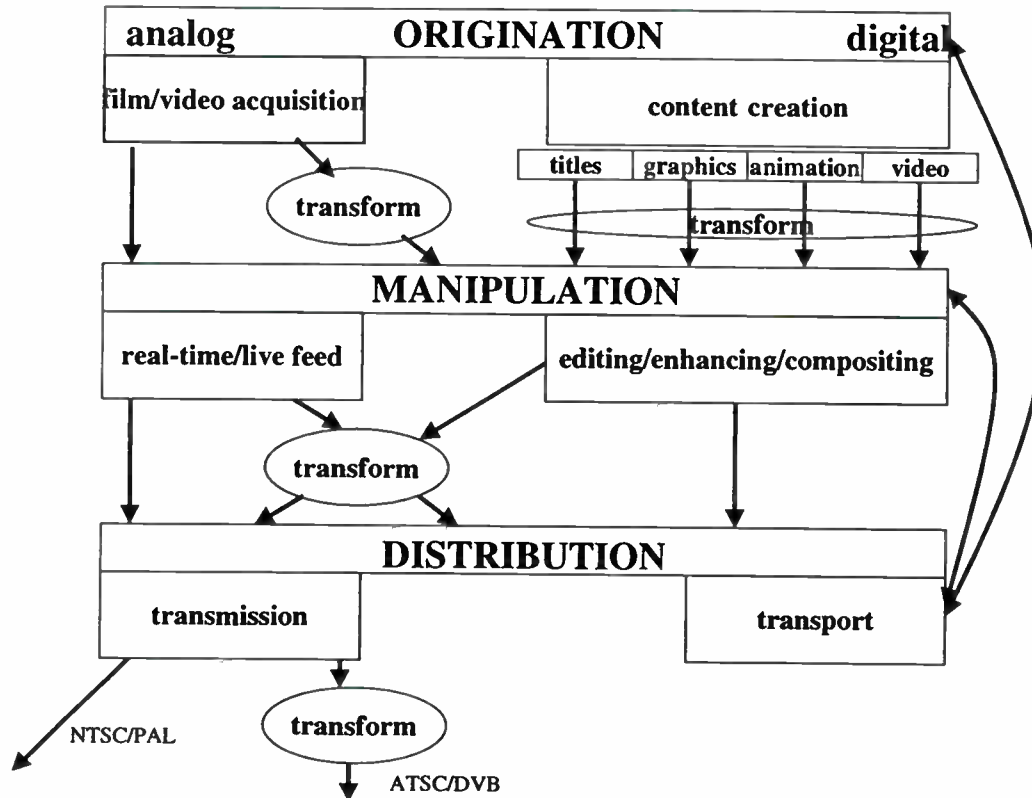 analog ORIGINATION digital
film/video acquisition
content creation
titles graphics animation video
transform
transform
MANIPULATION
real-time/live feed
editing/enhancing/compositing
transform
DISTRIBUTION
transmission
transport
transform
NTSC/PAL
ATSC/DVB